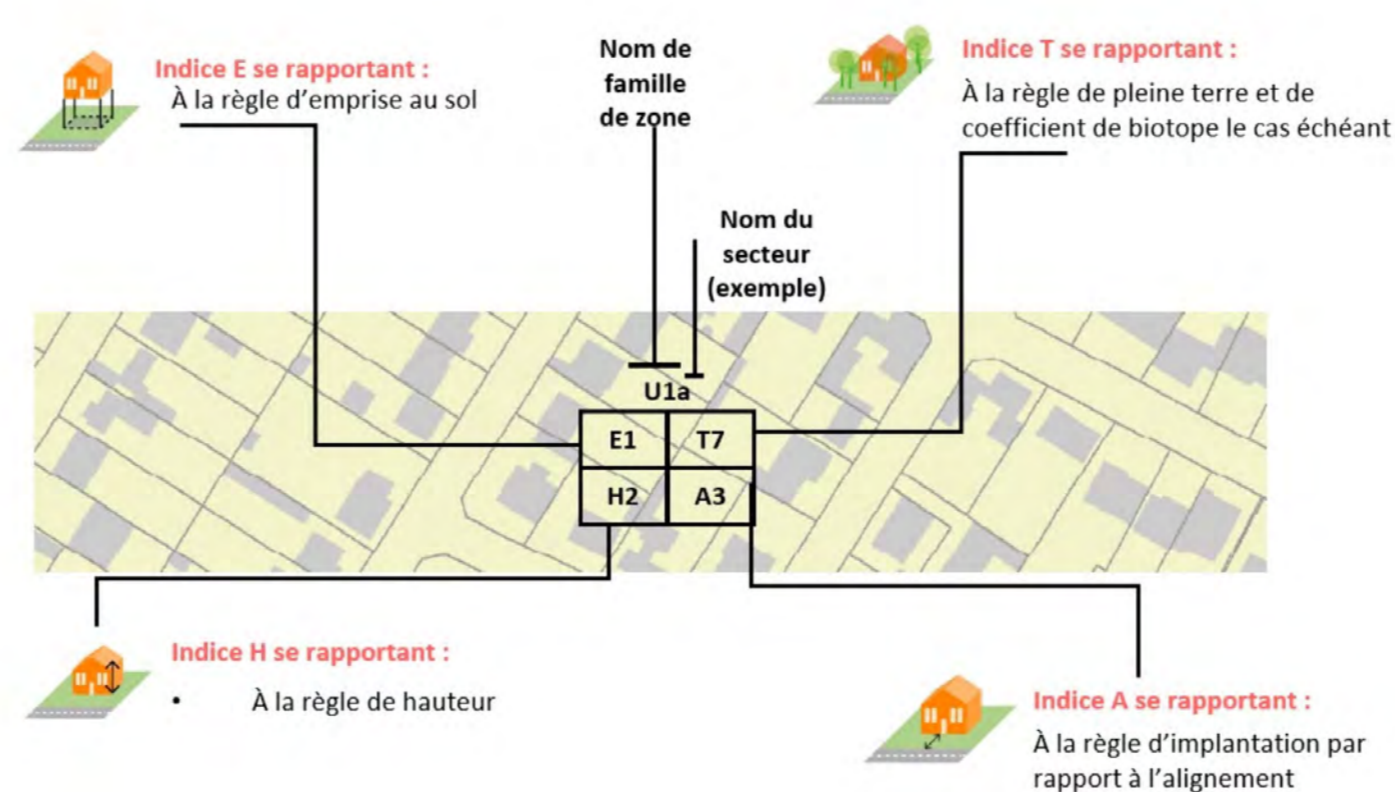 Indice E se rapportant :
À la règle d'emprise au sol
Nom de
famille
de zone
Indice T se rapportant :
À la règle de pleine terre et de
coefficient de biotope le cas échéant
Nom du
secteur
(exemple)
U1a
E1 T7
H2 A3
Indice H se rapportant :
• À la règle de hauteur
Indice A se rapportant :
À la règle d'implantation par
rapport à l'alignement